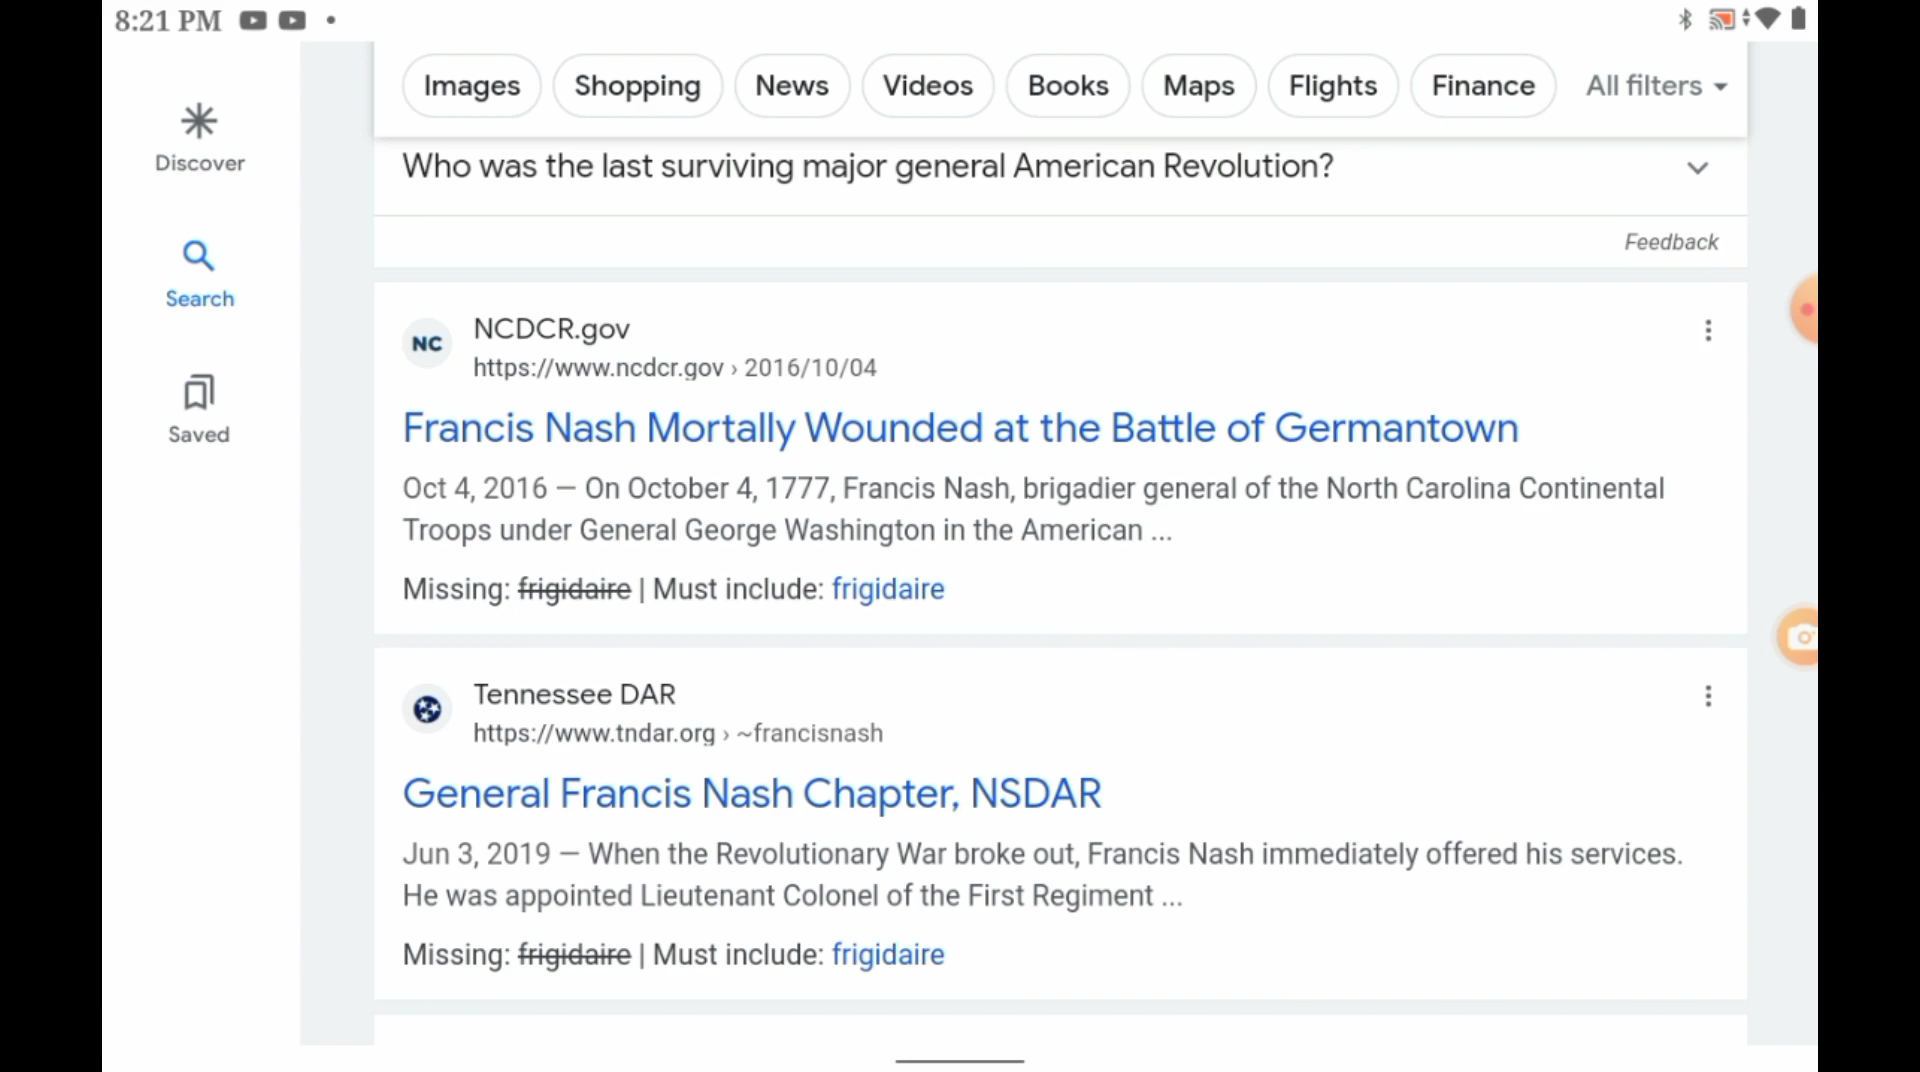 8:21 PM
Images Shopping News Videos Books Maps Flights Finance All filters
Discover
Search
Saved
Who was the last surviving major general American Revolution?
Feedback
NC
NCDCR.gov
https://www.ncdcr.gov › 2016/10/04
Francis Nash Mortally Wounded at the Battle of Germantown
Oct 4, 2016 — On October 4, 1777, Francis Nash, brigadier general of the North Carolina Continental
Troops under General George Washington in the American ...
Missing: frigidaire | Must include: frigidaire
Tennessee DAR
https://www.tndar.org › ~francisnash
General Francis Nash Chapter, NSDAR
Jun 3, 2019 — When the Revolutionary War broke out, Francis Nash immediately offered his services.
He was appointed Lieutenant Colonel of the First Regiment ...
Missing: frigidaire | Must include: frigidaire